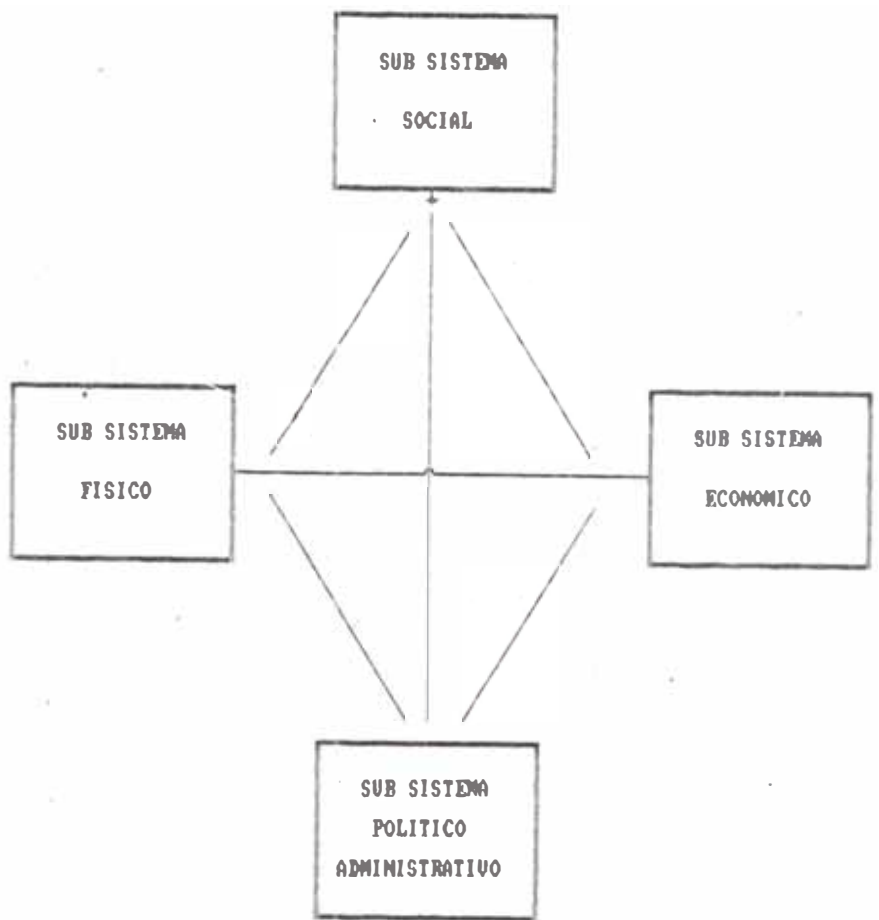 SUB SISTEMA
SOCIAL
SUB SISTEMA
FISICO
SUB SISTEMA
ECONOMICO
SUB SISTEMA
POLITICO
ADMINISTRATIVO